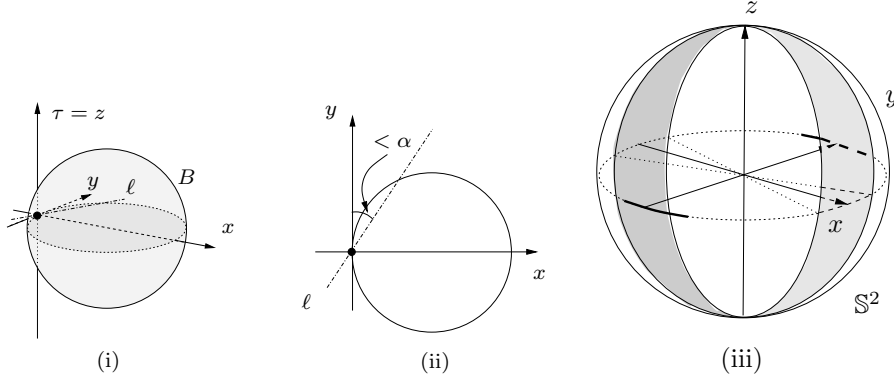 τ = z
B
y
ℓ
x
(i)
y
< α
x
ℓ
(ii)
z
y
x
𝕊²
(iii)